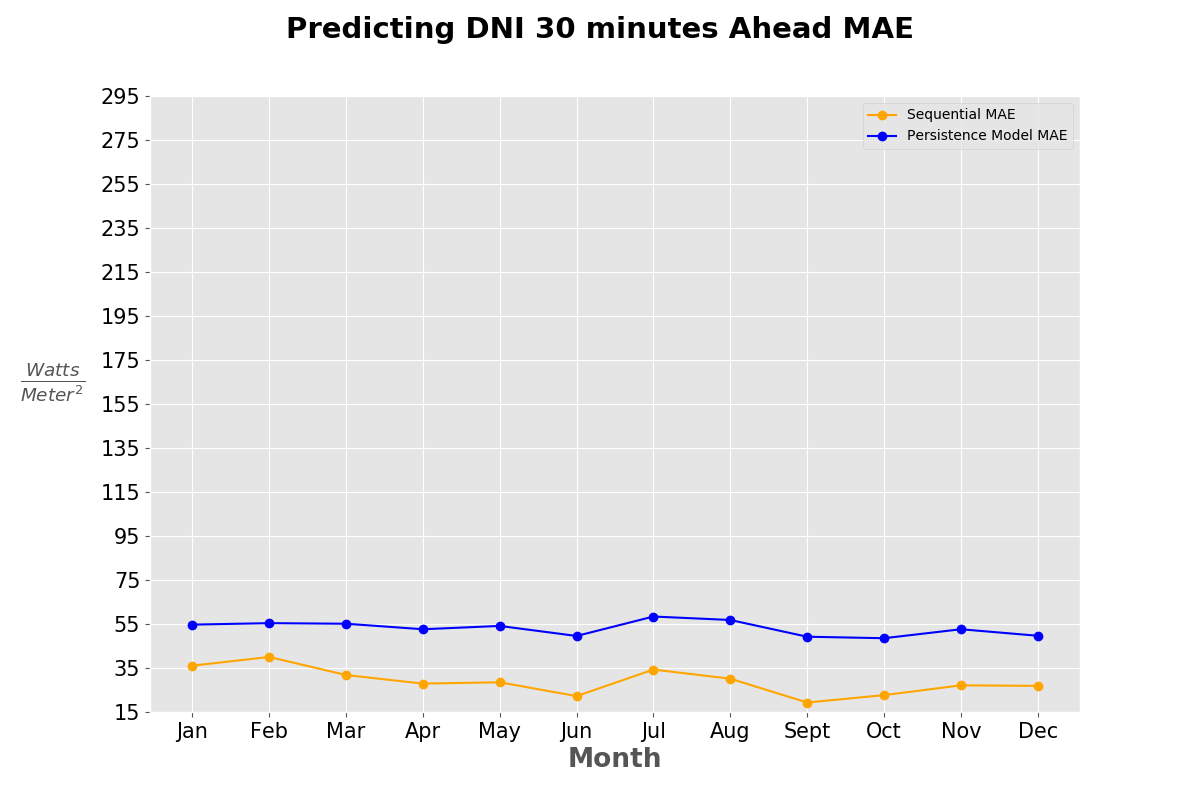 Predicting DNI 30 minutes Ahead MAE
Sequential MAE
Persistence Model MAE
295
275
255
235
215
195
175
155
135
115
95
75
55
35
15
Watts
Meter²
Jan Feb Mar Apr May Jun Jul Aug Sept Oct Nov Dec
Month